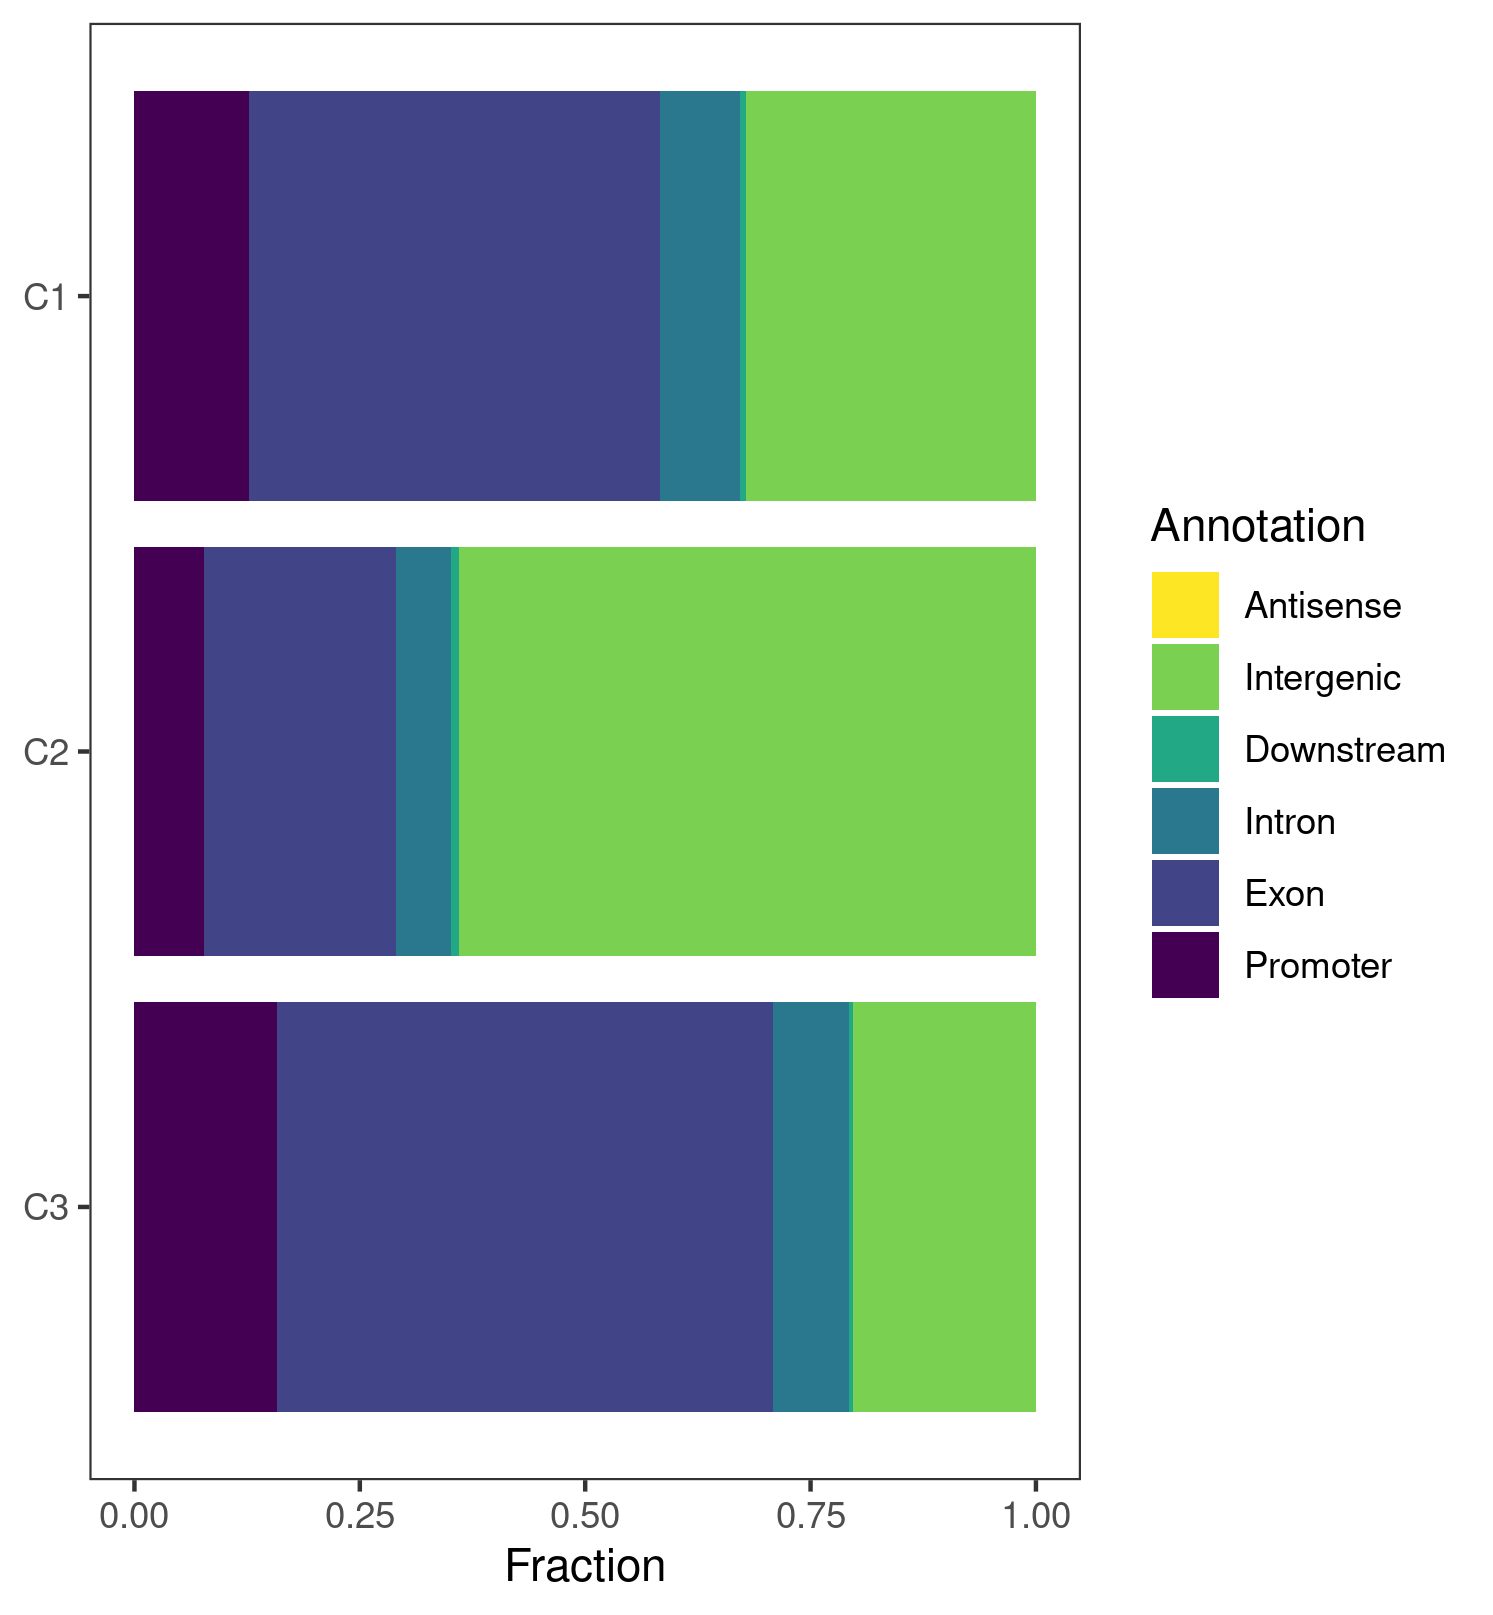 C1
C2
C3
0.00 0.25 0.50 0.75 1.00
Fraction
Annotation
Antisense
Intergenic
Downstream
Intron
Exon
Promoter